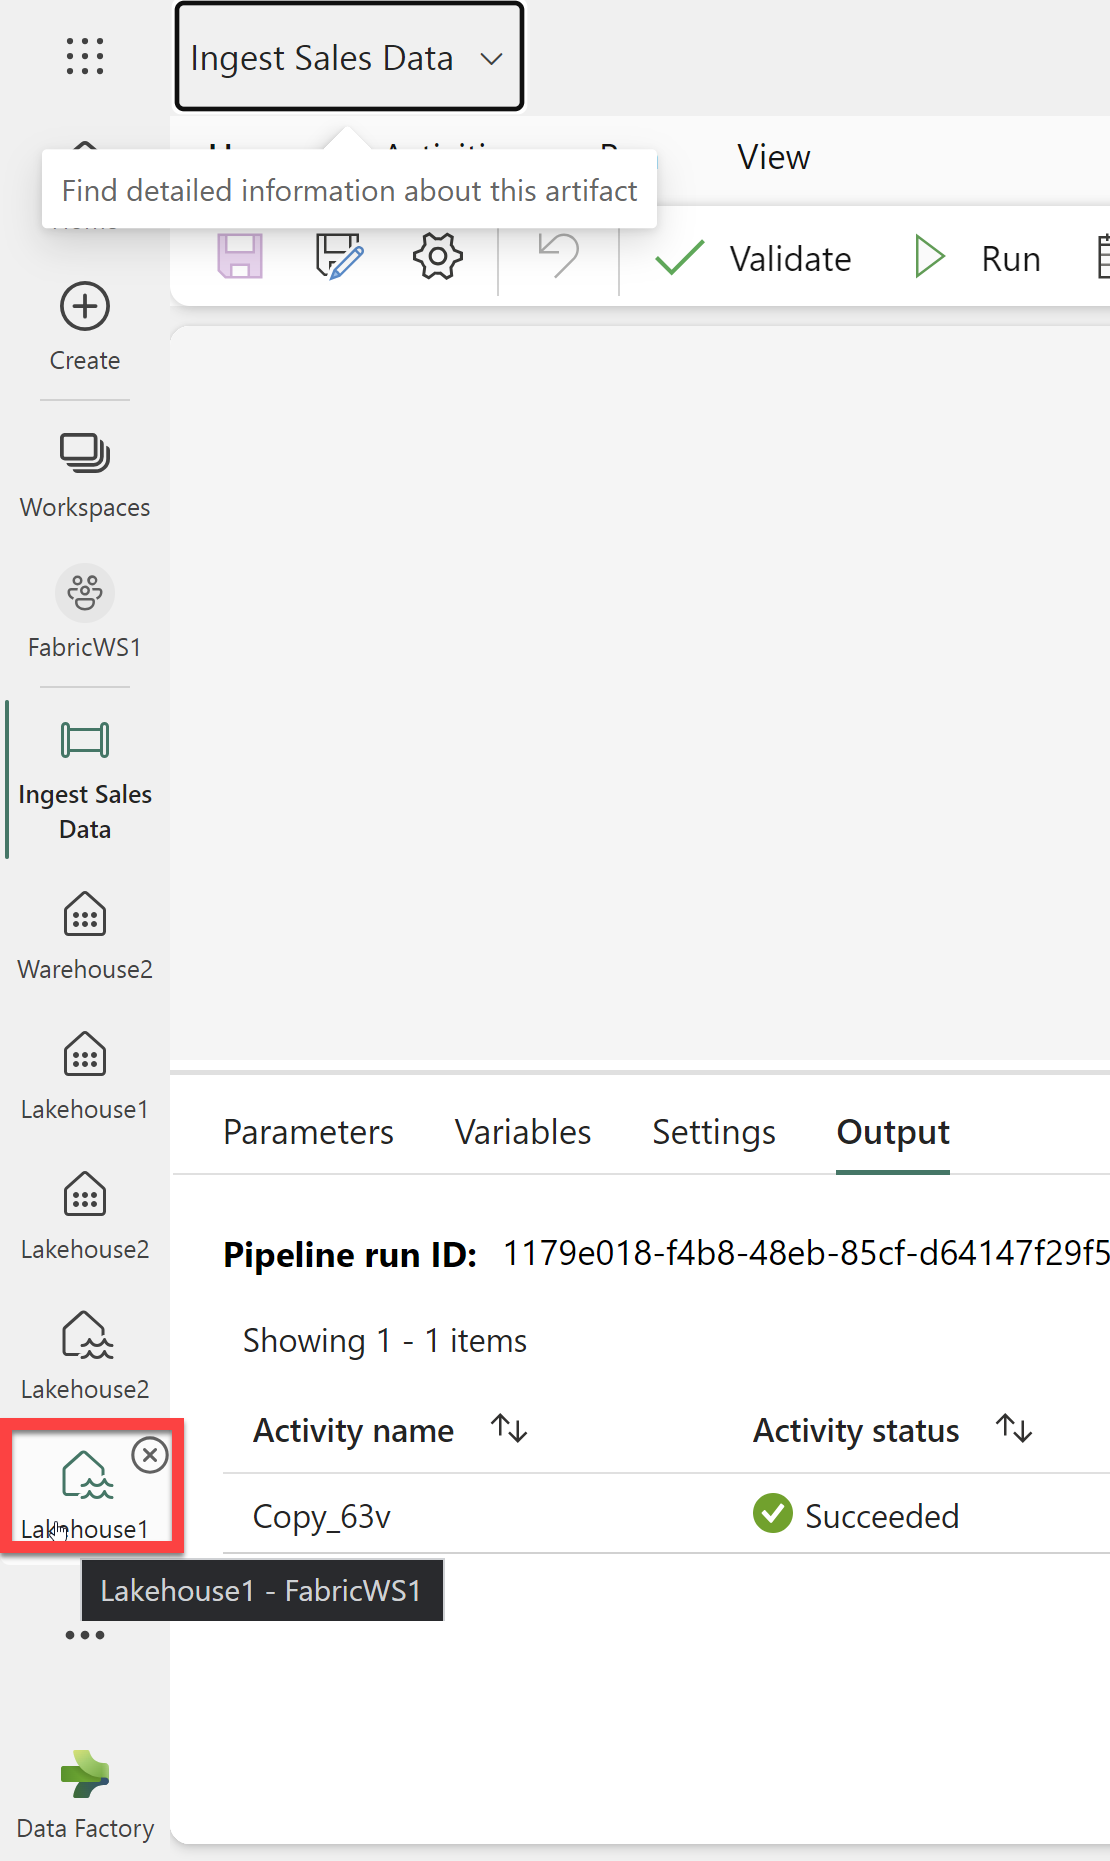 Ingest Sales Data
Find detailed information about this artifact
View
Validate
Run
Create
Workspaces
FabricWS1
Ingest Sales
Data
Warehouse2
Lakehouse1
Lakehouse2
Lakehouse2
Lakehouse1
Lakehouse1 - FabricWS1
Data Factory
Parameters
Variables
Settings
Output
Pipeline run ID: 1179e018-f4b8-48eb-85cf-d64147f29f5
Showing 1 - 1 items
Activity name
Activity status
Copy_63v
Succeeded